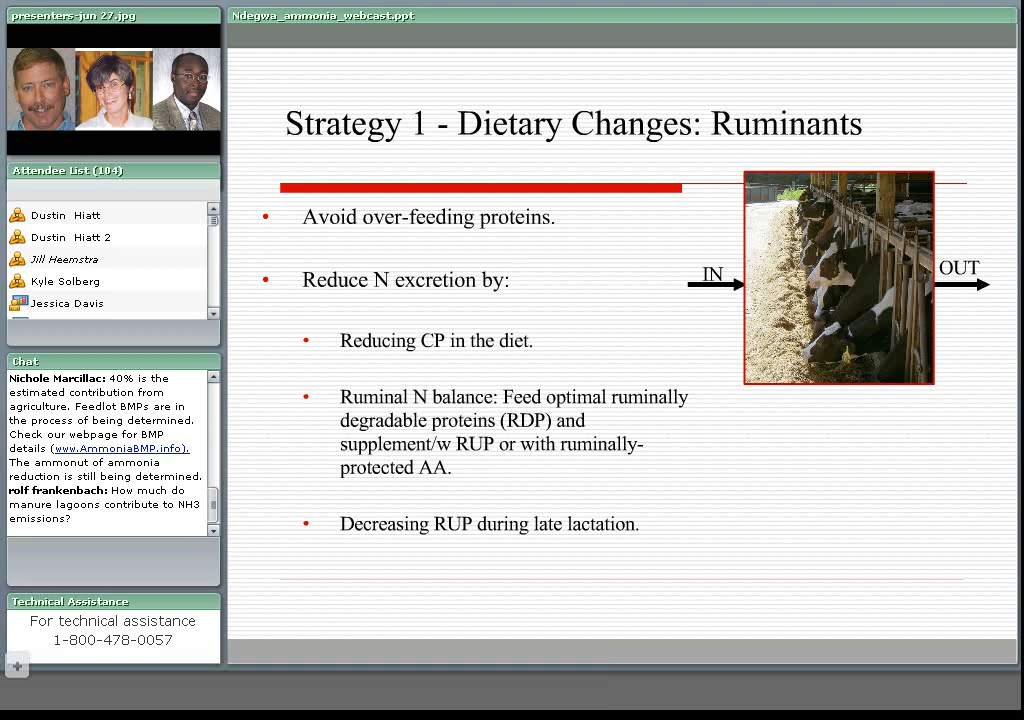 presenters-jun 27.jpg
Attendee List (104)
Dustin Hiatt
Dustin Hiatt 2
Jill Heemstra
Kyle Solberg
Jessica Davis
Chat
Nichole Marcillac: 40% is the
estimated contribution from
agriculture. Feedlot BMPs are in
the process of being determined.
Check our webpage for BMP
details (www.AmmoniaBMP.info).
The ammonut of ammonia
reduction is still being determined.
rolf frankenbach: How much do
manure lagoons contribute to NH3
emissions?
Technical Assistance
For technical assistance
1-800-478-0057
Ndegwa_ammonia_webcast.ppt
Strategy 1 - Dietary Changes: Ruminants
• Avoid over-feeding proteins.
• Reduce N excretion by:
• Reducing CP in the diet.
• Ruminal N balance: Feed optimal ruminally
degradable proteins (RDP) and
supplement/w RUP or with ruminally-
protected AA.
• Decreasing RUP during late lactation.
IN
OUT